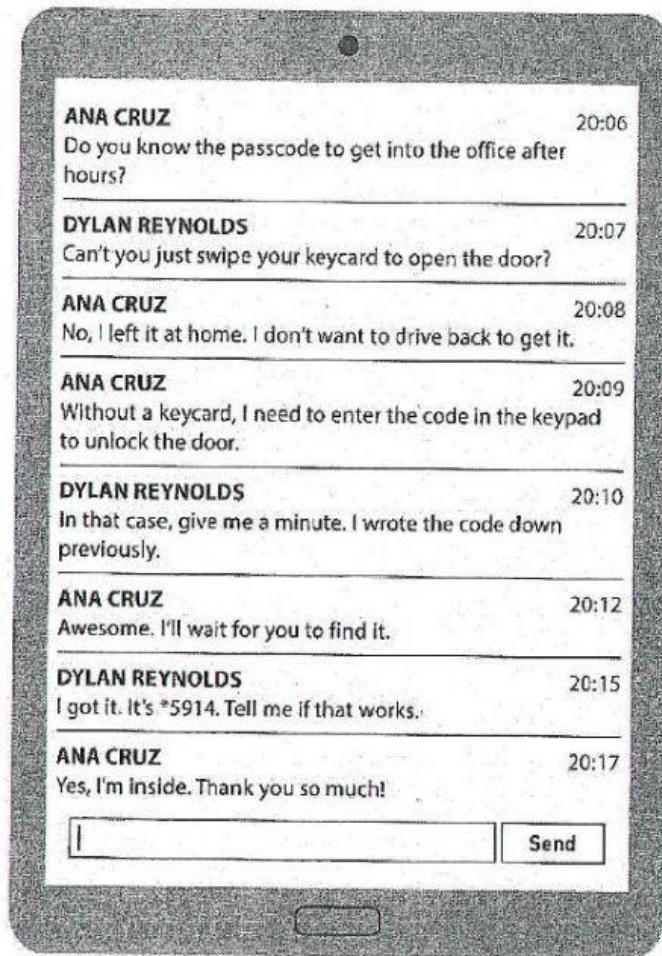 ANA CRUZ 20:06
Do you know the passcode to get into the office after
hours?
DYLAN REYNOLDS 20:07
Can't you just swipe your keycard to open the door?
ANA CRUZ 20:08
No, I left it at home. I don't want to drive back to get it.
ANA CRUZ 20:09
Without a keycard, I need to enter the code in the keypad
to unlock the door.
DYLAN REYNOLDS 20:10
In that case, give me a minute. I wrote the code down
previously.
ANA CRUZ 20:12
Awesome. I'll wait for you to find it.
DYLAN REYNOLDS 20:15
I got it. It's *5914. Tell me if that works.
ANA CRUZ 20:17
Yes, I'm inside. Thank you so much!
Send